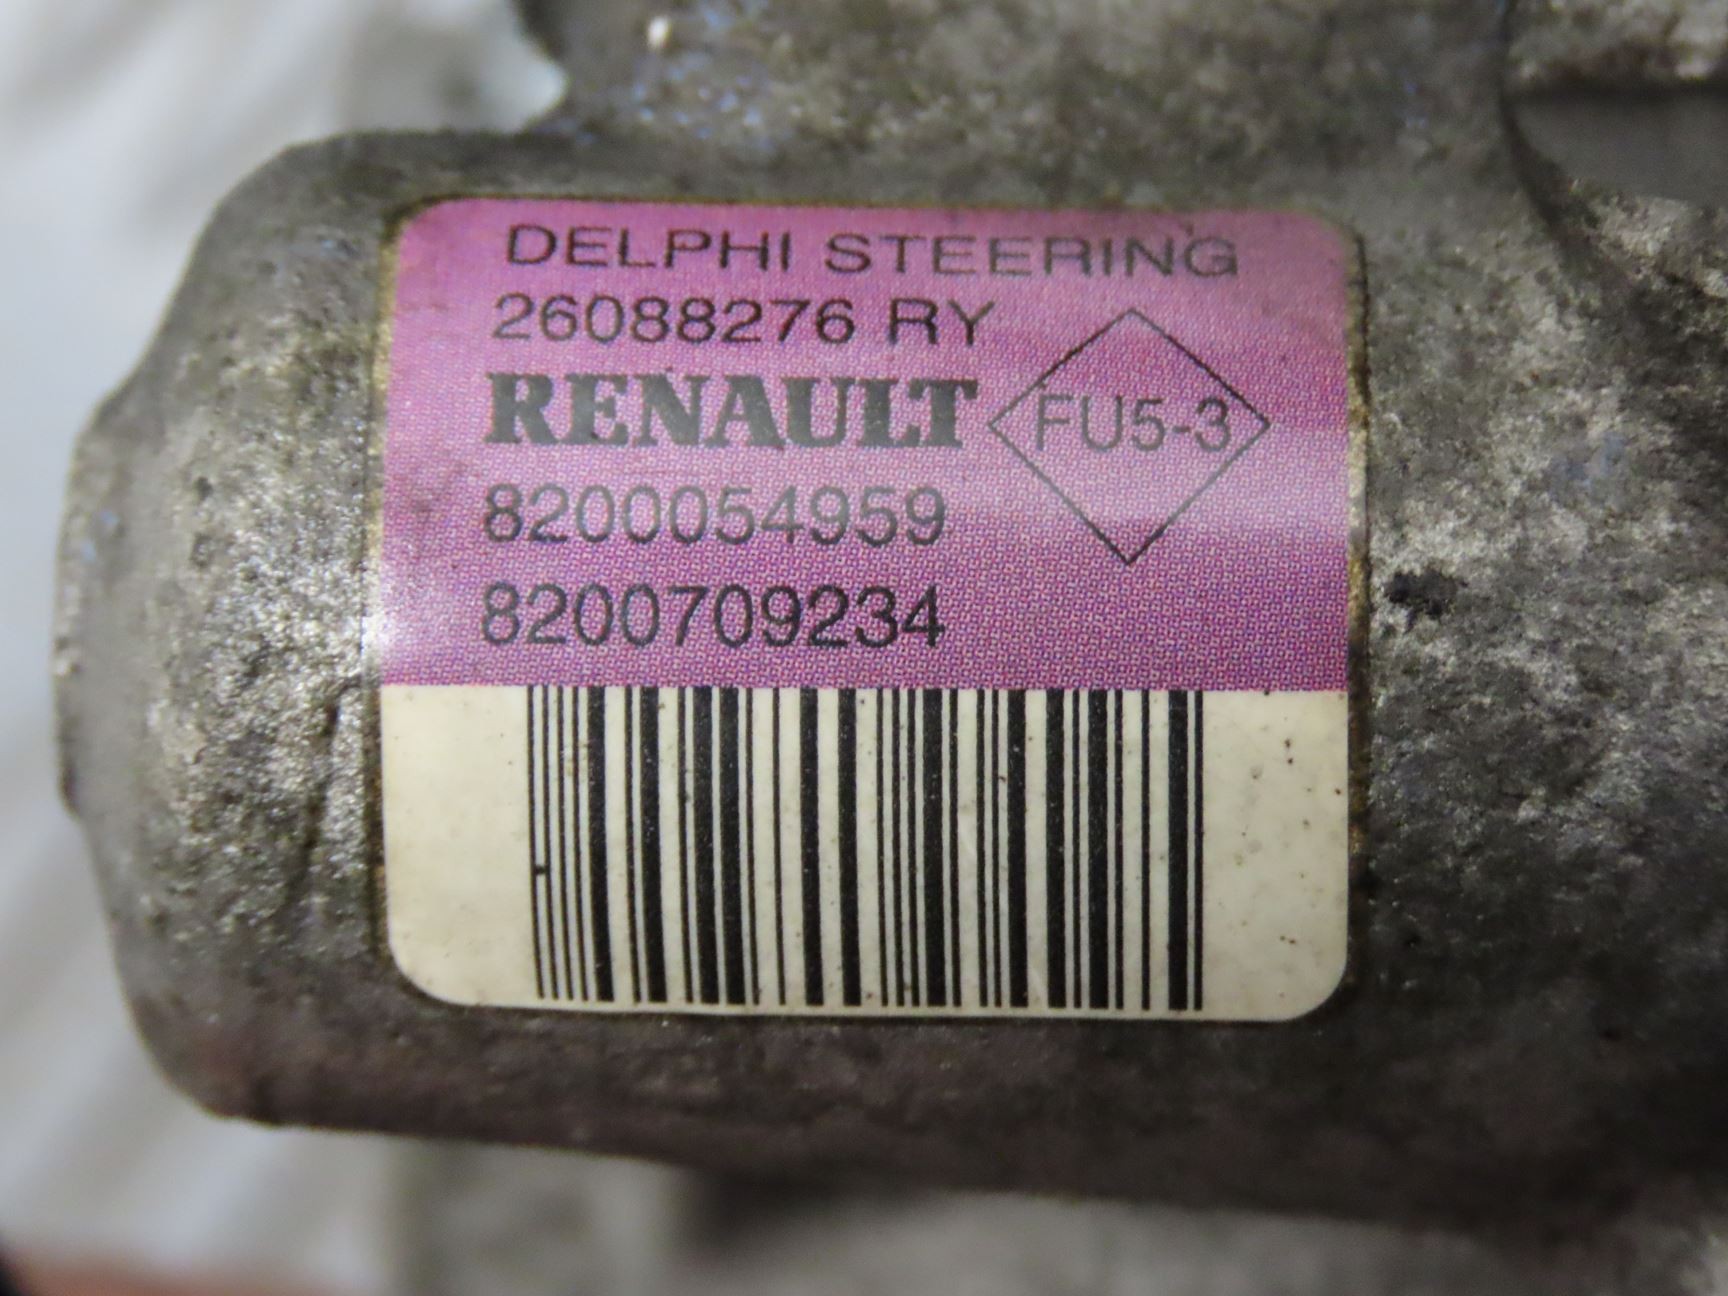 DELPHI STEERING
26088276 RY
RENAULT
FU5-3
8200054959
8200709234